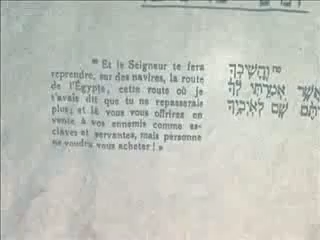 « Et le Seigneur te fera
reprendre, sur des navires, la route
de l'Égypte, cette route où je
t'avais dit que tu ne repasserais
plus; et là vous vous offrirez en
vente à vos ennemis comme es-
claves et servantes, mais personne
ne voudra vous acheter! »
סח והשיבך
אשר אמרתי לך
שם לאיביך